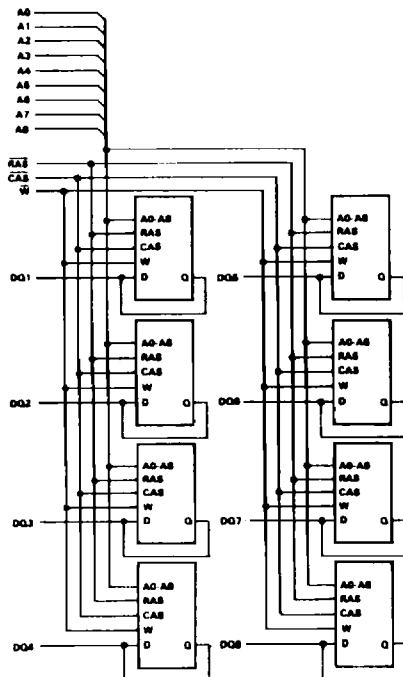 A0
A1
A2
A3
A4
A5
A6
A7
A8
R̅A̅S̅
C̅A̅S̅
W̅
A0-A8
RAS
CAS
W
DQ1 D Q
A0-A8
RAS
CAS
W
DQ5 D Q
A0-A8
RAS
CAS
W
DQ2 D Q
A0-A8
RAS
CAS
W
DQ6 D Q
A0-A8
RAS
CAS
W
DQ3 D Q
A0-A8
RAS
CAS
W
DQ7 D Q
A0-A8
RAS
CAS
W
DQ4 D Q
A0-A8
RAS
CAS
W
DQ8 D Q